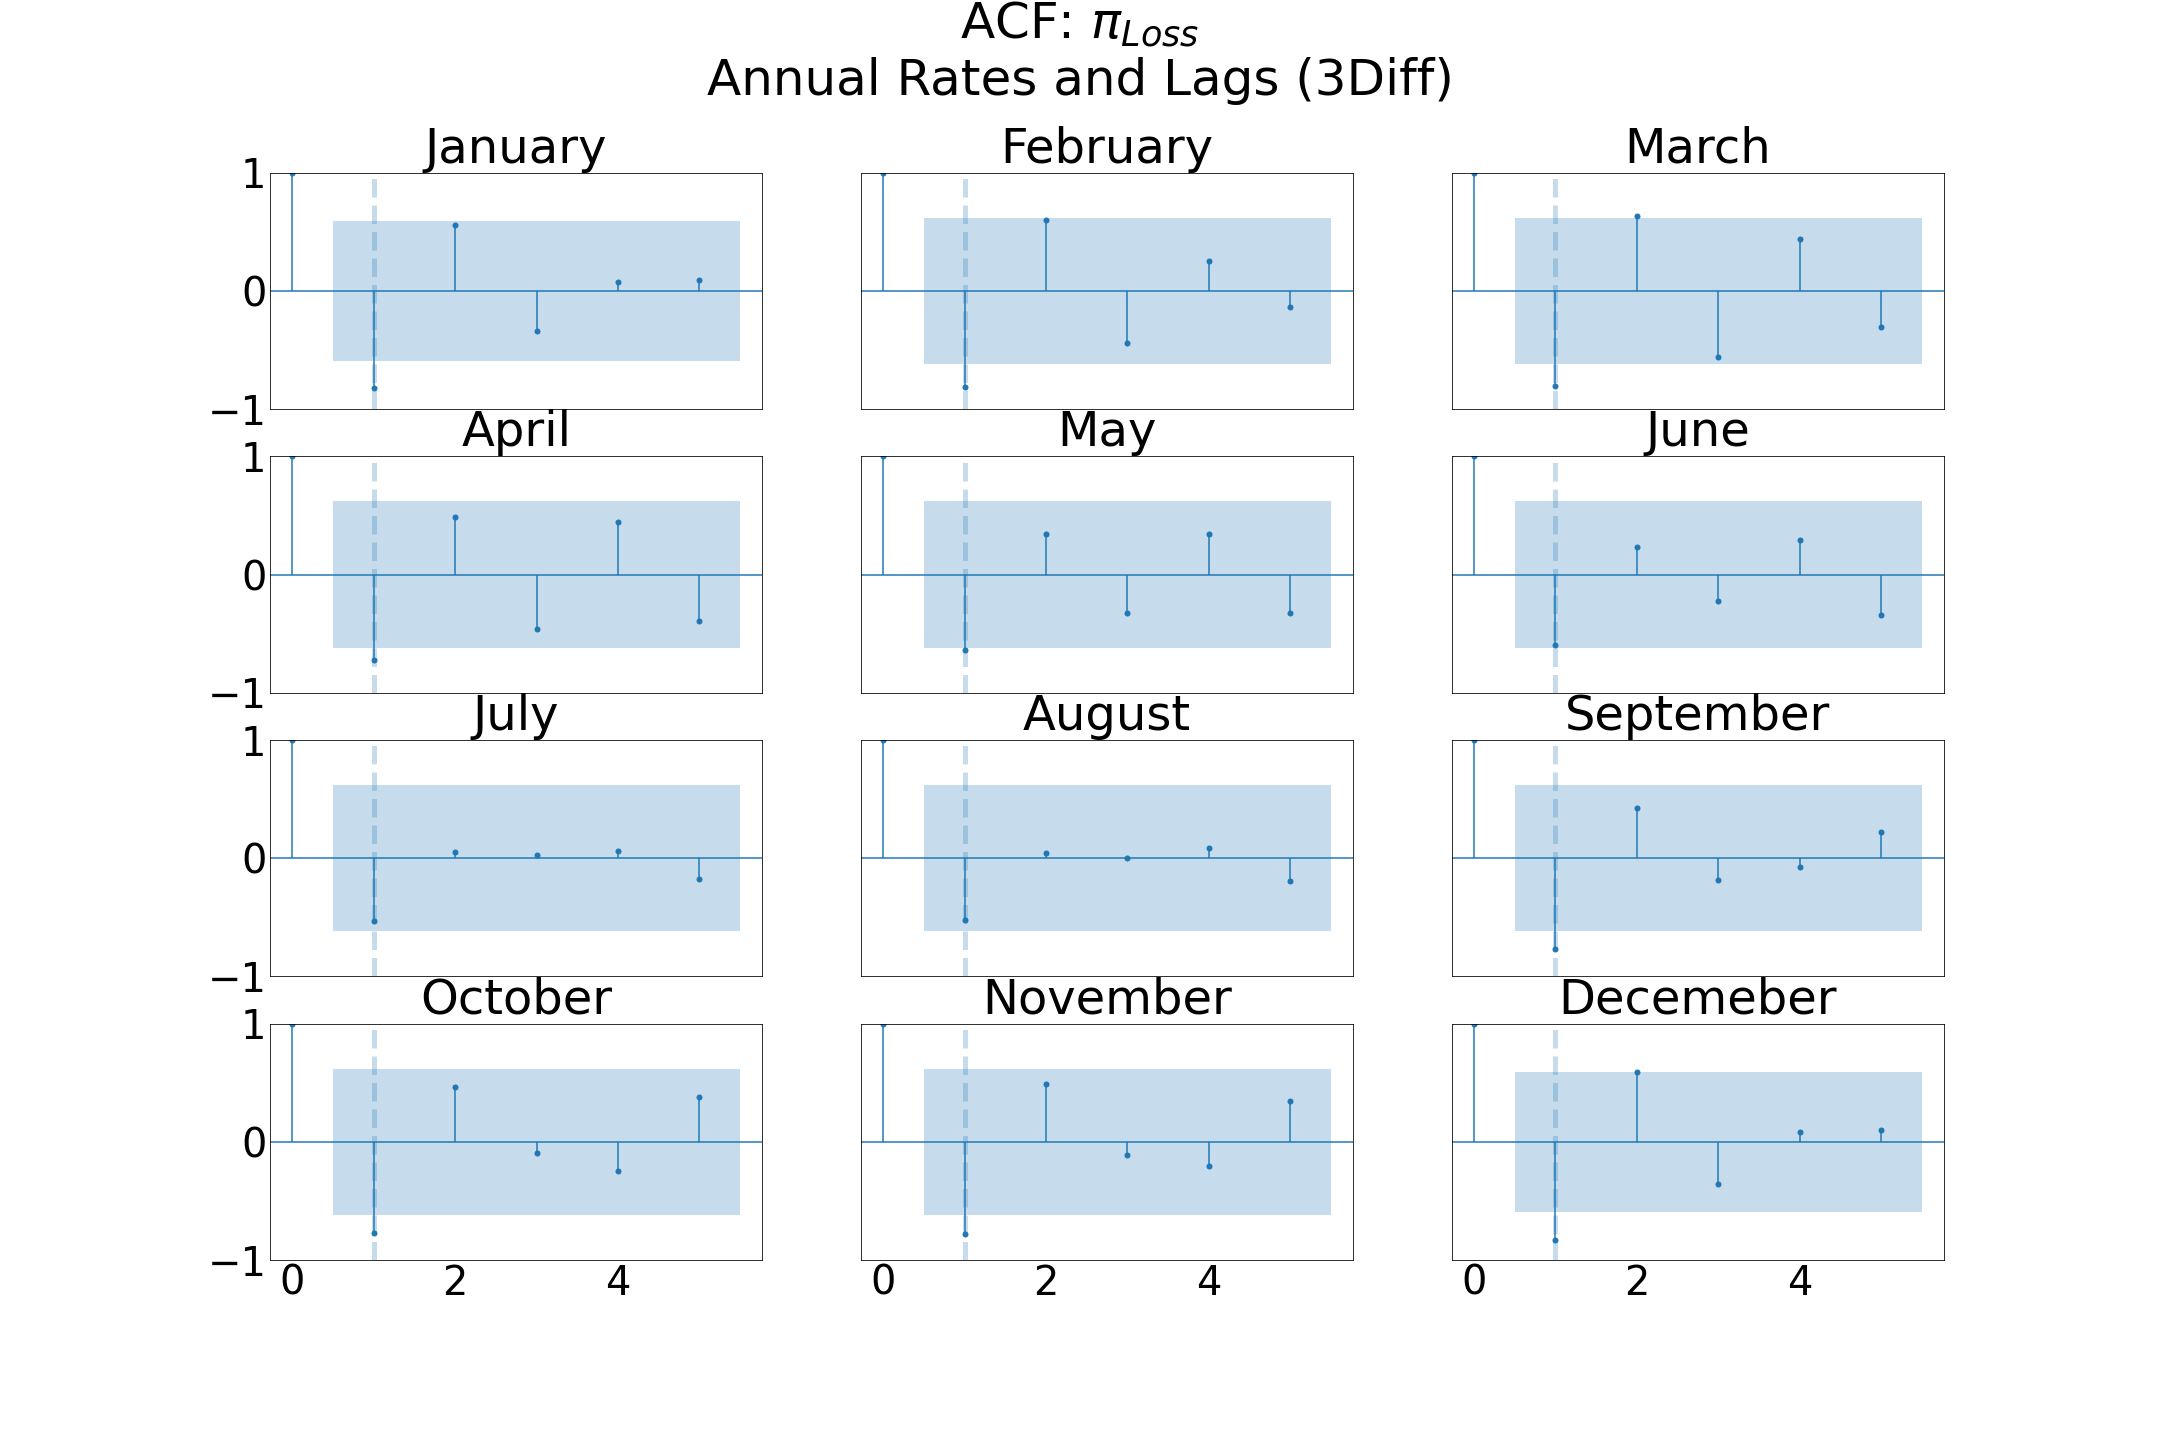 ACF: π_Loss
Annual Rates and Lags (3Diff)
January February March
1
0
−1
April May June
1
0
−1
July August September
1
0
−1
October November Decemeber
1
0
−1
0 2 4 0 2 4 0 2 4